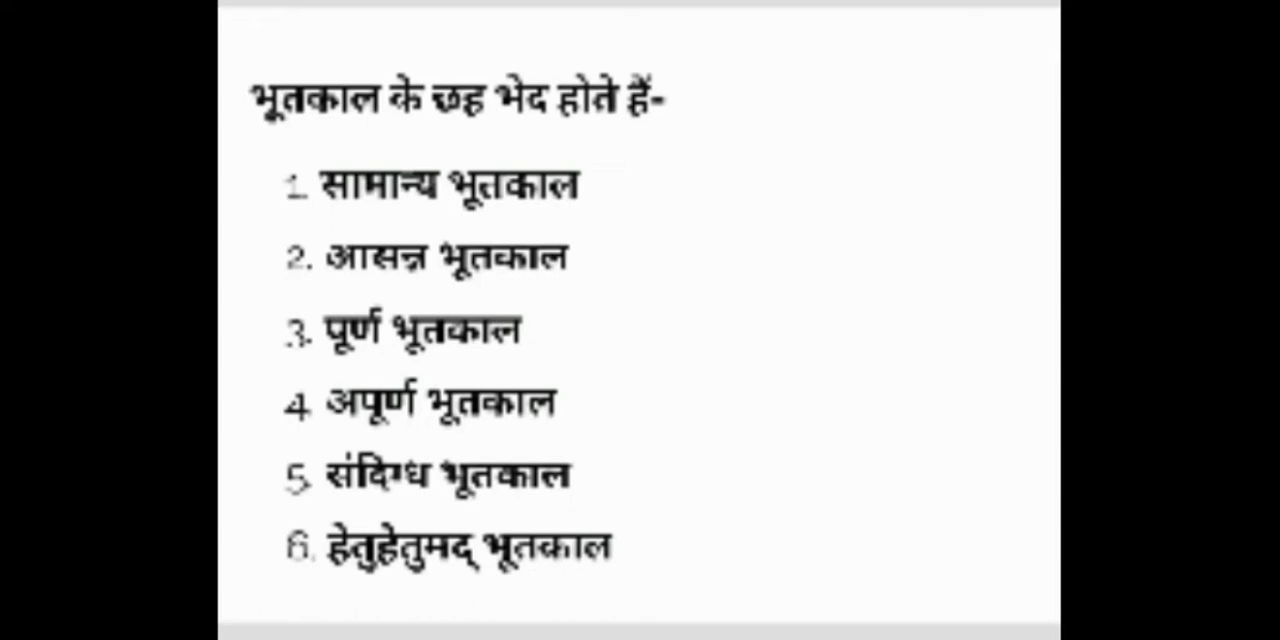 भूतकाल के छह भेद होते हैं-
1. सामान्य भूतकाल
2. आसन्न भूतकाल
3. पूर्ण भूतकाल
4. अपूर्ण भूतकाल
5. संदिग्ध भूतकाल
6. हेतुहेतुमद् भूतकाल